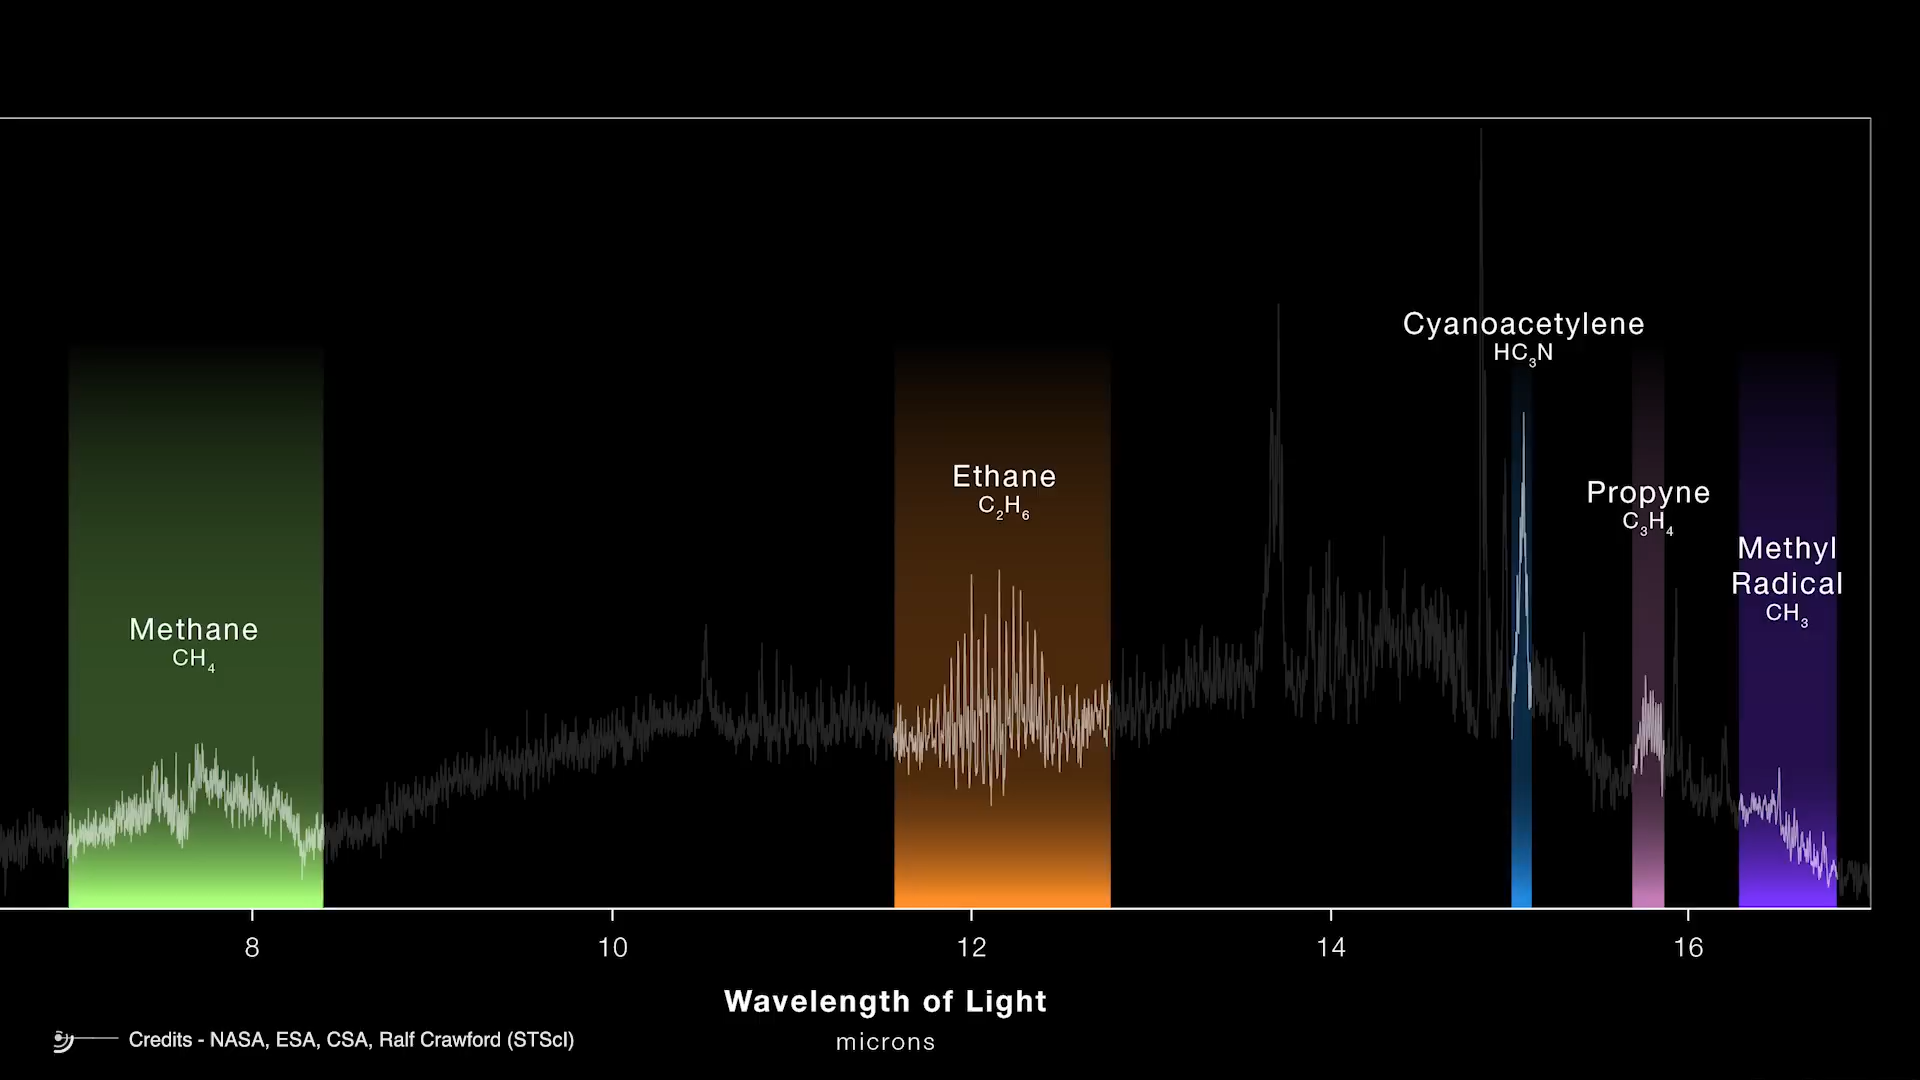 Cyanoacetylene
HC₃N
Ethane
C₂H₆
Propyne
C₃H₄
Methyl
Radical
CH₃
Methane
CH₄
8 10 12 14 16
Wavelength of Light
microns
Credits - NASA, ESA, CSA, Ralf Crawford (STScI)